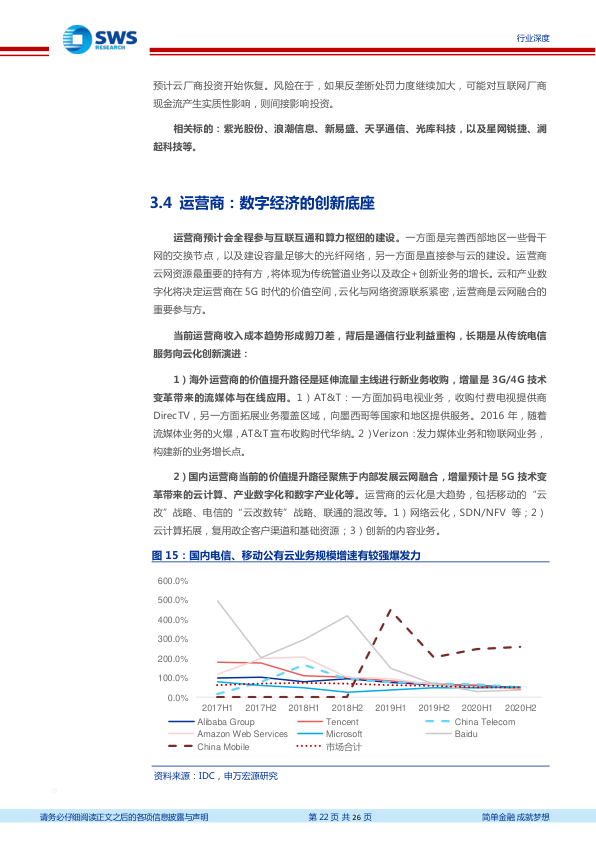 SWS
RESEARCH
行业深度
预计云厂商投资开始恢复。风险在于，如果反垄断处罚力度继续加大，可能对互联网厂商
现金流产生实质性影响，则间接影响投资。
相关标的：紫光股份、浪潮信息、新易盛、天孚通信、光库科技，以及星网锐捷、澜
起科技等。
3.4 运营商：数字经济的创新底座
运营商预计会全程参与互联互通和算力枢纽的建设。一方面是完善西部地区一些骨干
网的交换节点，以及建设容量足够大的光纤网络，另一方面是直接参与云的建设。运营商
云网资源最重要的持有方，将体现为传统管道业务以及政企+创新业务的增长。云和产业数
字化将决定运营商在 5G 时代的价值空间，云化与网络资源联系紧密，运营商是云网融合的
重要参与方。
当前运营商收入成本趋势形成剪刀差，背后是通信行业利益重构，长期是从传统电信
服务向云化创新演进：
1）海外运营商的价值提升路径是延伸流量主线进行新业务收购，增量是 3G/4G 技术
变革带来的流媒体与在线应用。1）AT&T：一方面加码电视业务，收购付费电视提供商
DirecTV，另一方面拓展业务覆盖区域，向墨西哥等国家和地区提供服务。2016 年，随着
流媒体业务的火爆，AT&T 宣布收购时代华纳。2）Verizon：发力媒体业务和物联网业务，
构建新的业务增长点。
2）国内运营商当前的价值提升路径聚焦于内部发展云网融合，增量预计是 5G 技术变
革带来的云计算、产业数字化和数字产业化等。运营商的云化是大趋势，包括移动的“云
改”战略、电信的“云改数转”战略、联通的混改等。1）网络云化，SDN/NFV 等；2）
云计算拓展，复用政企客户渠道和基础资源；3）创新的内容业务。
图 15：国内电信、移动公有云业务规模增速有较强爆发力
600.0%
500.0%
400.0%
300.0%
200.0%
100.0%
0.0%
2017H1 2017H2 2018H1 2018H2 2019H1 2019H2 2020H1 2020H2
Alibaba Group Tencent China Telecom
Amazon Web Services Microsoft Baidu
China Mobile 市场合计
资料来源：IDC，申万宏源研究
请务必仔细阅读正文之后的各项信息披露与声明 第 22 页 共 26 页 简单金融 成就梦想